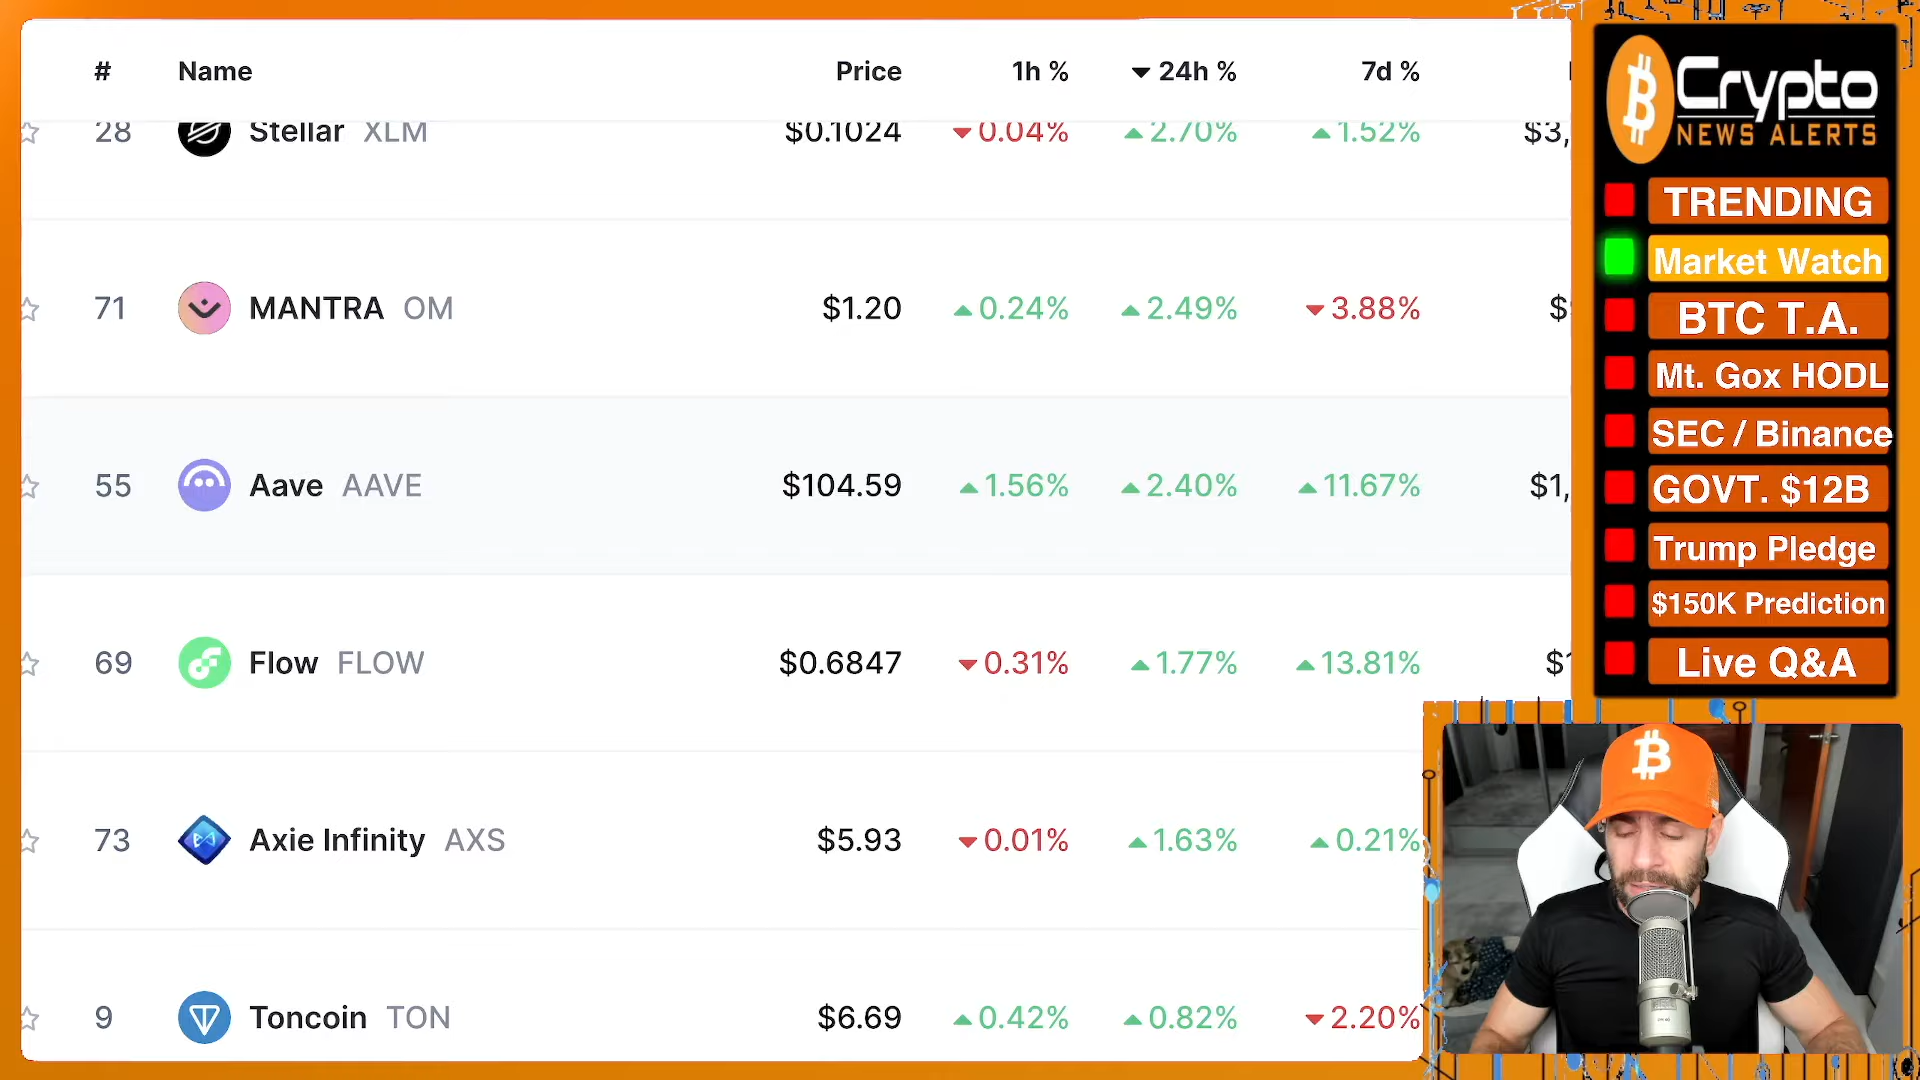 # Name Price 1h % 24h % 7d %
28 Stellar XLM $0.1024 0.04% 2.70% 1.52% $3,
71 MANTRA OM $1.20 0.24% 2.49% 3.88%
55 Aave AAVE $104.59 1.56% 2.40% 11.67% $1,
69 Flow FLOW $0.6847 0.31% 1.77% 13.81%
73 Axie Infinity AXS $5.93 0.01% 1.63% 0.21%
9 Toncoin TON $6.69 0.42% 0.82% 2.20%
Crypto
NEWS ALERTS
TRENDING
Market Watch
BTC T.A.
Mt. Gox HODL
SEC / Binance
GOVT. $12B
Trump Pledge
$150K Prediction
Live Q&A